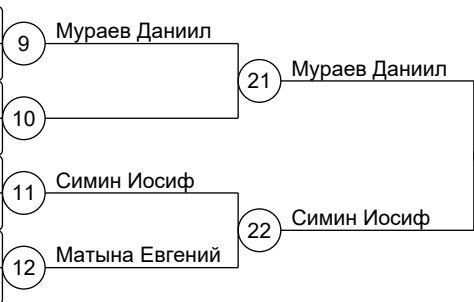 9
Мураев Даниил
21
Мураев Даниил
10
11
Симин Иосиф
22
Симин Иосиф
12
Матына Евгений